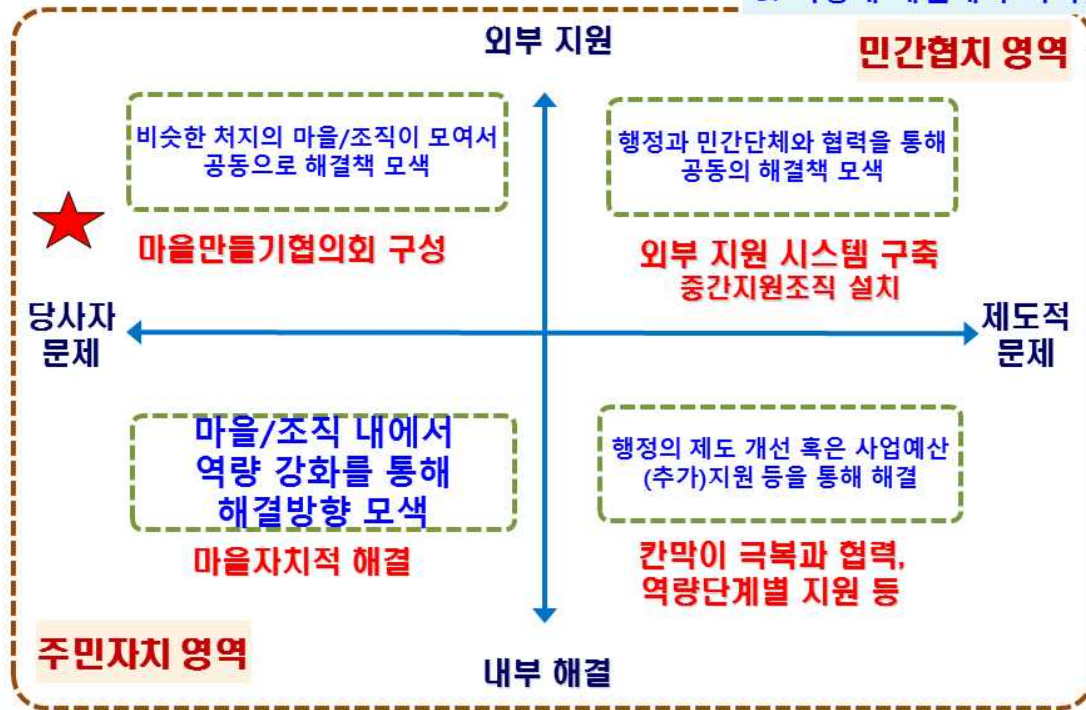 외부 지원
민간협치 영역
비슷한 처지의 마을/조직이 모여서
공동으로 해결책 모색
마을만들기협의회 구성
행정과 민간단체와 협력을 통해
공동의 해결책 모색
외부 지원 시스템 구축
중간지원조직 설치
당사자
문제
제도적
문제
마을/조직 내에서
역량 강화를 통해
해결방향 모색
마을자치적 해결
행정의 제도 개선 혹은 사업예산
(추가)지원 등을 통해 해결
칸막이 극복과 협력,
역량단계별 지원 등
주민자치 영역
내부 해결